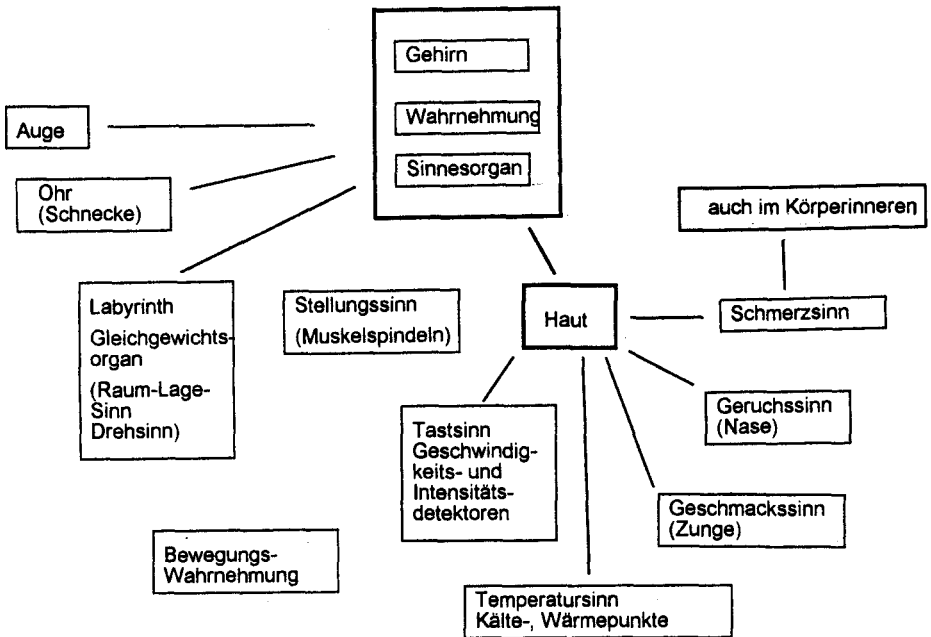 Gehirn
Wahrnehmung
Sinnesorgan
Auge
Ohr
(Schnecke)
auch im Körperinneren
Labyrinth
Gleichgewichts-
organ
(Raum-Lage-
Sinn
Drehsinn)
Stellungssinn
(Muskelspindeln)
Haut
Schmerzsinn
Geruchssinn
(Nase)
Tastsinn
Geschwindig-
keits- und
Intensitäts-
detektoren
Geschmackssinn
(Zunge)
Bewegungs-
Wahrnehmung
Temperatursinn
Kälte-, Wärmepunkte